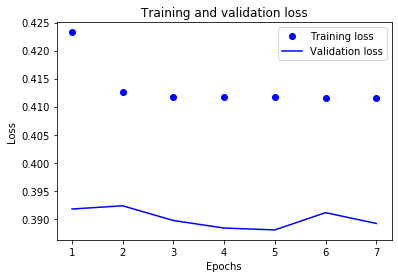 Training and validation loss
0.425
0.420
0.415
0.410
0.405
0.400
0.395
0.390
Loss
Training loss
Validation loss
1 2 3 4 5 6 7
Epochs